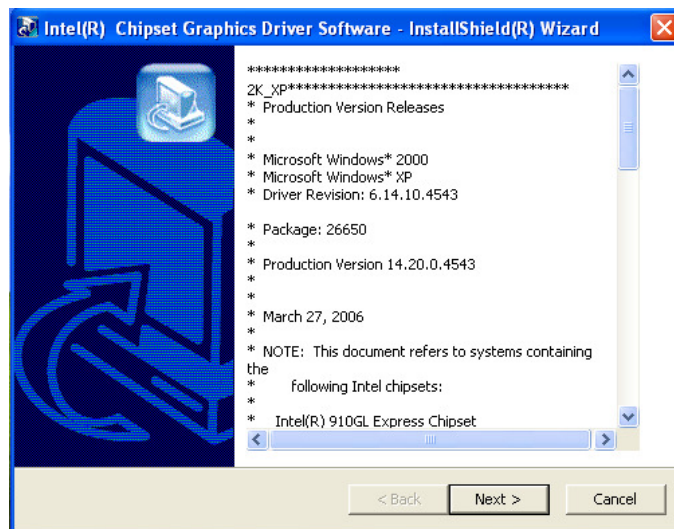 Intel(R) Chipset Graphics Driver Software - InstallShield(R) Wizard
*******************
2K_XP***********************************
* Production Version Releases
*
*
* Microsoft Windows* 2000
* Microsoft Windows* XP
* Driver Revision: 6.14.10.4543

* Package: 26650
*
* Production Version 14.20.0.4543
*
*
* March 27, 2006
*
* NOTE: This document refers to systems containing
the
* following Intel chipsets:
*
* Intel(R) 910GL Express Chipset
< Back
Next >
Cancel